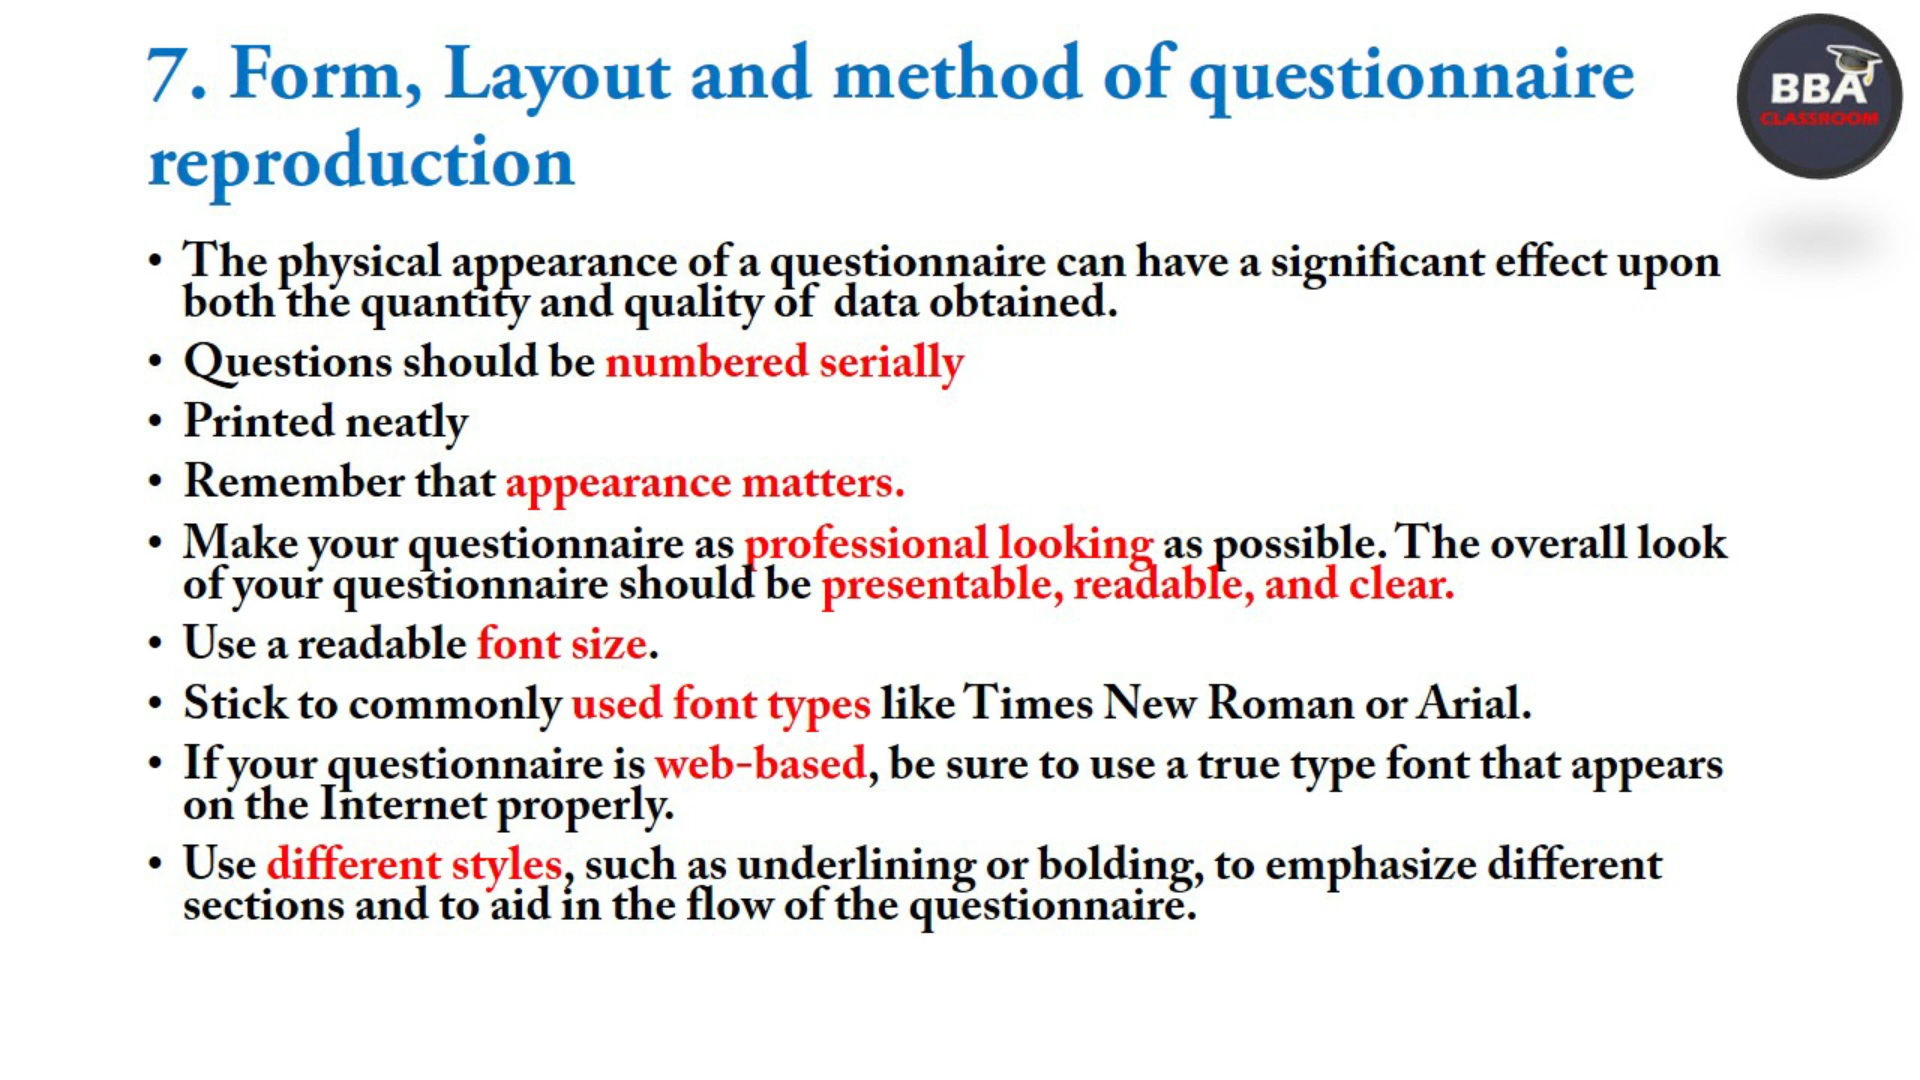 7. Form, Layout and method of questionnaire
reproduction
BBA
CLASSROOM
• The physical appearance of a questionnaire can have a significant effect upon
both the quantity and quality of data obtained.
• Questions should be numbered serially
• Printed neatly
• Remember that appearance matters.
• Make your questionnaire as professional looking as possible. The overall look
of your questionnaire should be presentable, readable, and clear.
• Use a readable font size.
• Stick to commonly used font types like Times New Roman or Arial.
• If your questionnaire is web-based, be sure to use a true type font that appears
on the Internet properly.
• Use different styles, such as underlining or bolding, to emphasize different
sections and to aid in the flow of the questionnaire.